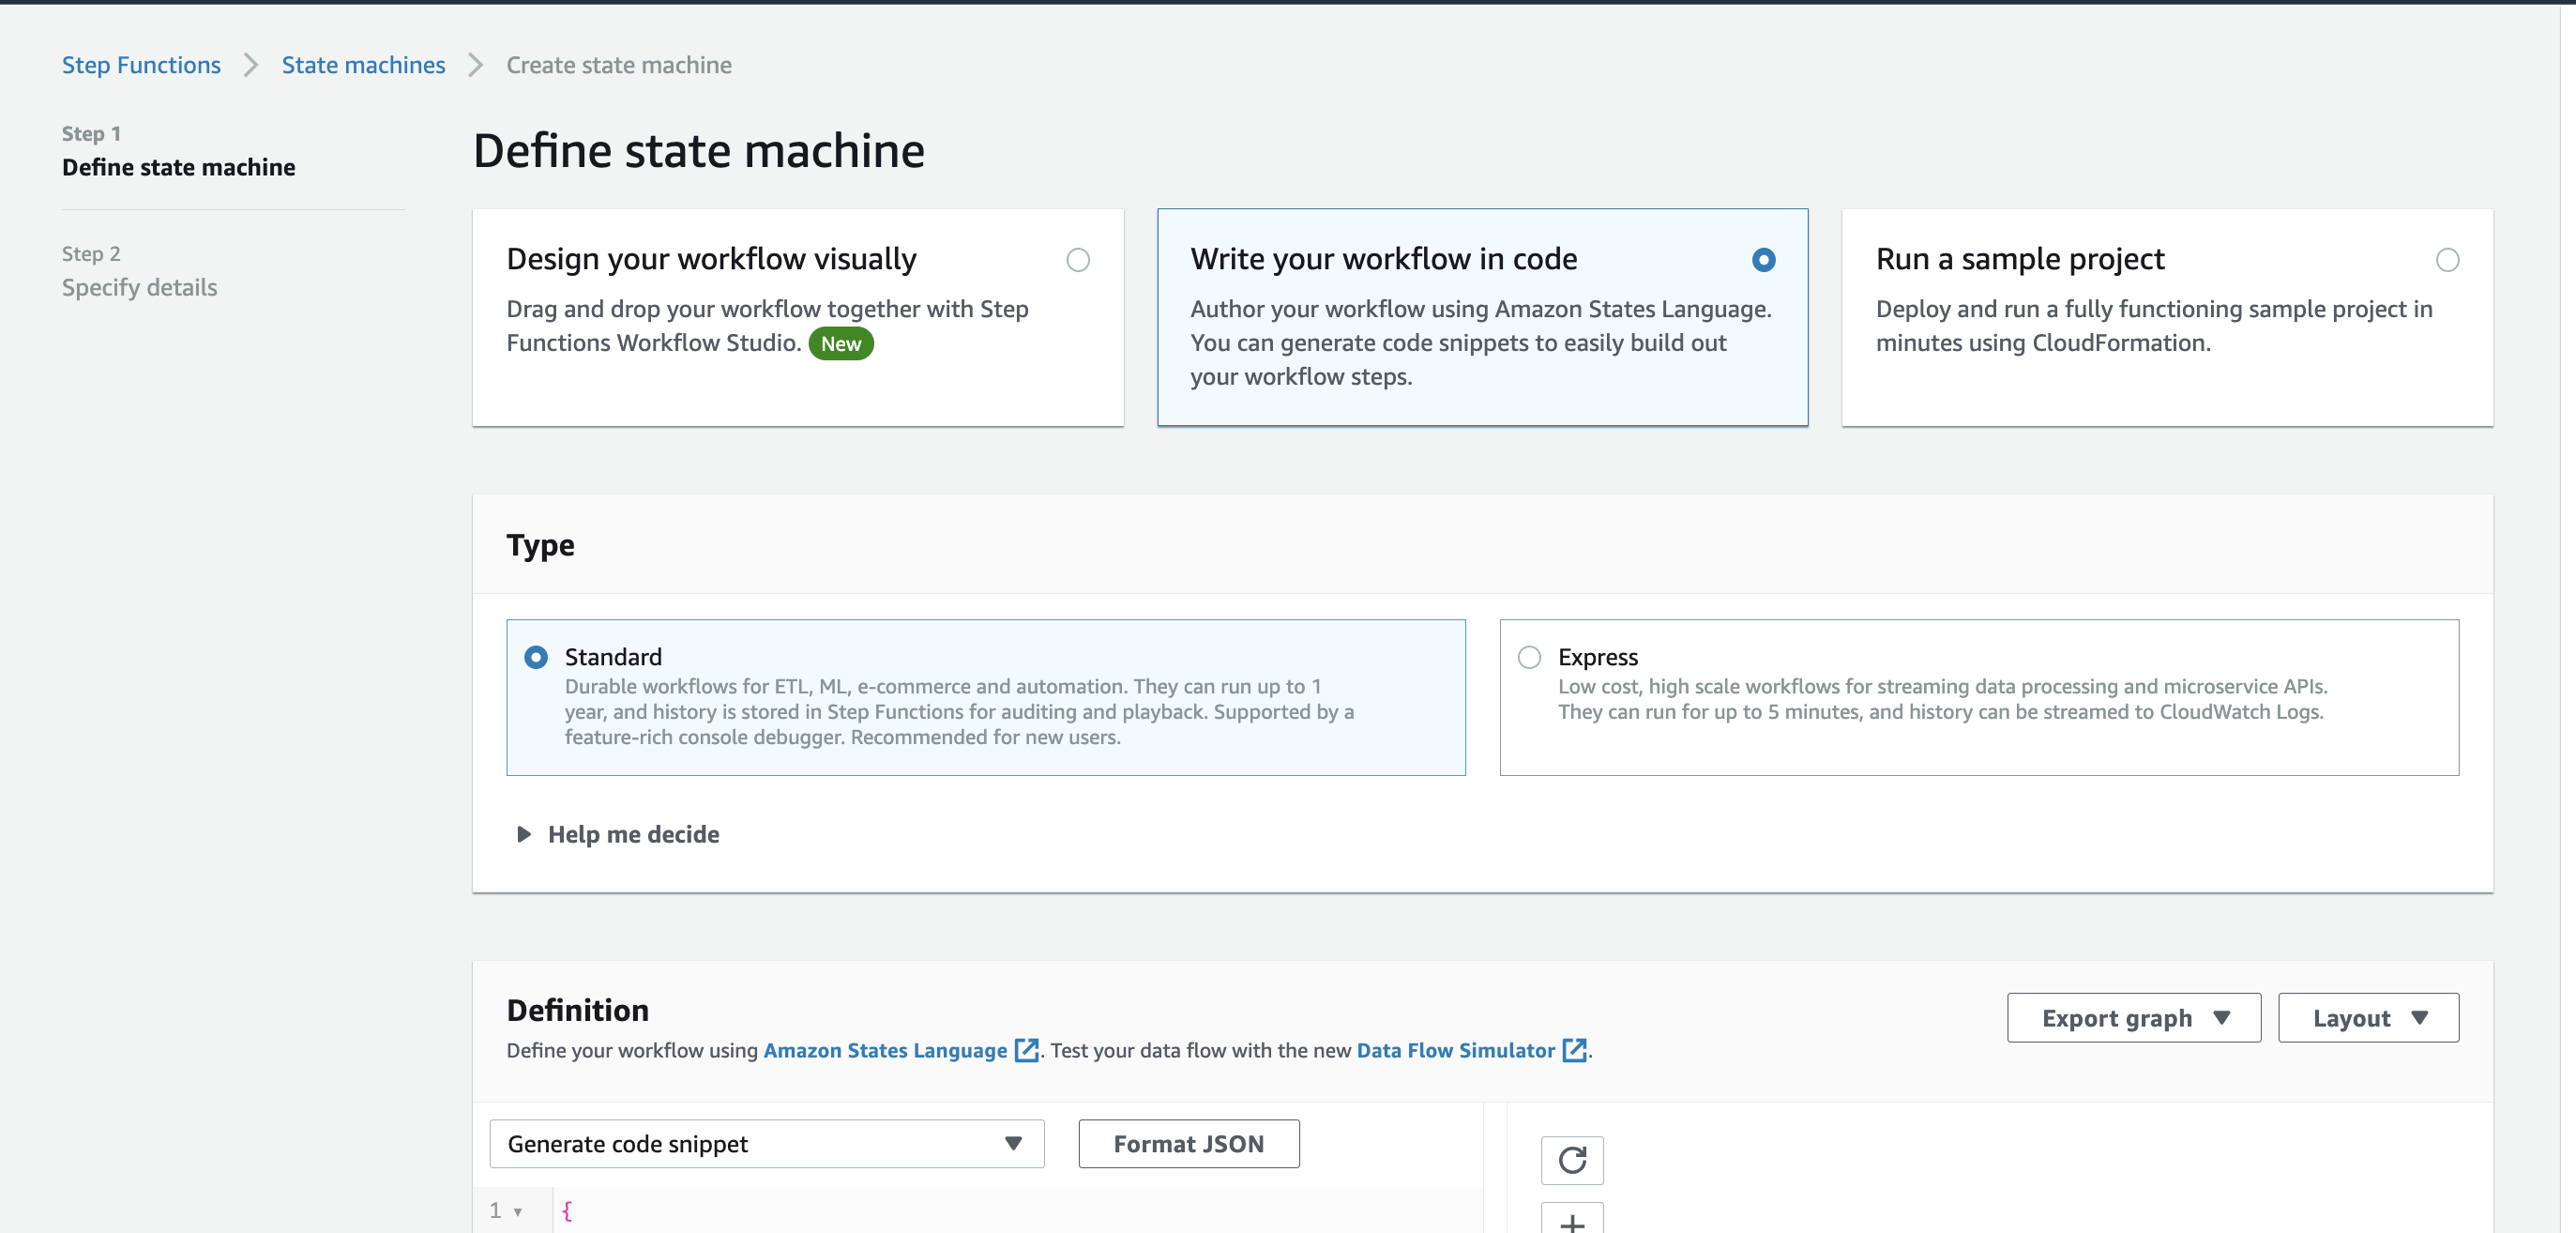 Step Functions State machines Create state machine
Step 1
Define state machine
Step 2
Specify details
Define state machine
Design your workflow visually
Drag and drop your workflow together with Step
Functions Workflow Studio. New
Write your workflow in code
Author your workflow using Amazon States Language.
You can generate code snippets to easily build out
your workflow steps.
Run a sample project
Deploy and run a fully functioning sample project in
minutes using CloudFormation.
Type
Standard
Durable workflows for ETL, ML, e-commerce and automation. They can run up to 1
year, and history is stored in Step Functions for auditing and playback. Supported by a
feature-rich console debugger. Recommended for new users.
Express
Low cost, high scale workflows for streaming data processing and microservice APIs.
They can run for up to 5 minutes, and history can be streamed to CloudWatch Logs.
Help me decide
Definition
Define your workflow using Amazon States Language. Test your data flow with the new Data Flow Simulator.
Export graph
Layout
Generate code snippet
Format JSON
1 {